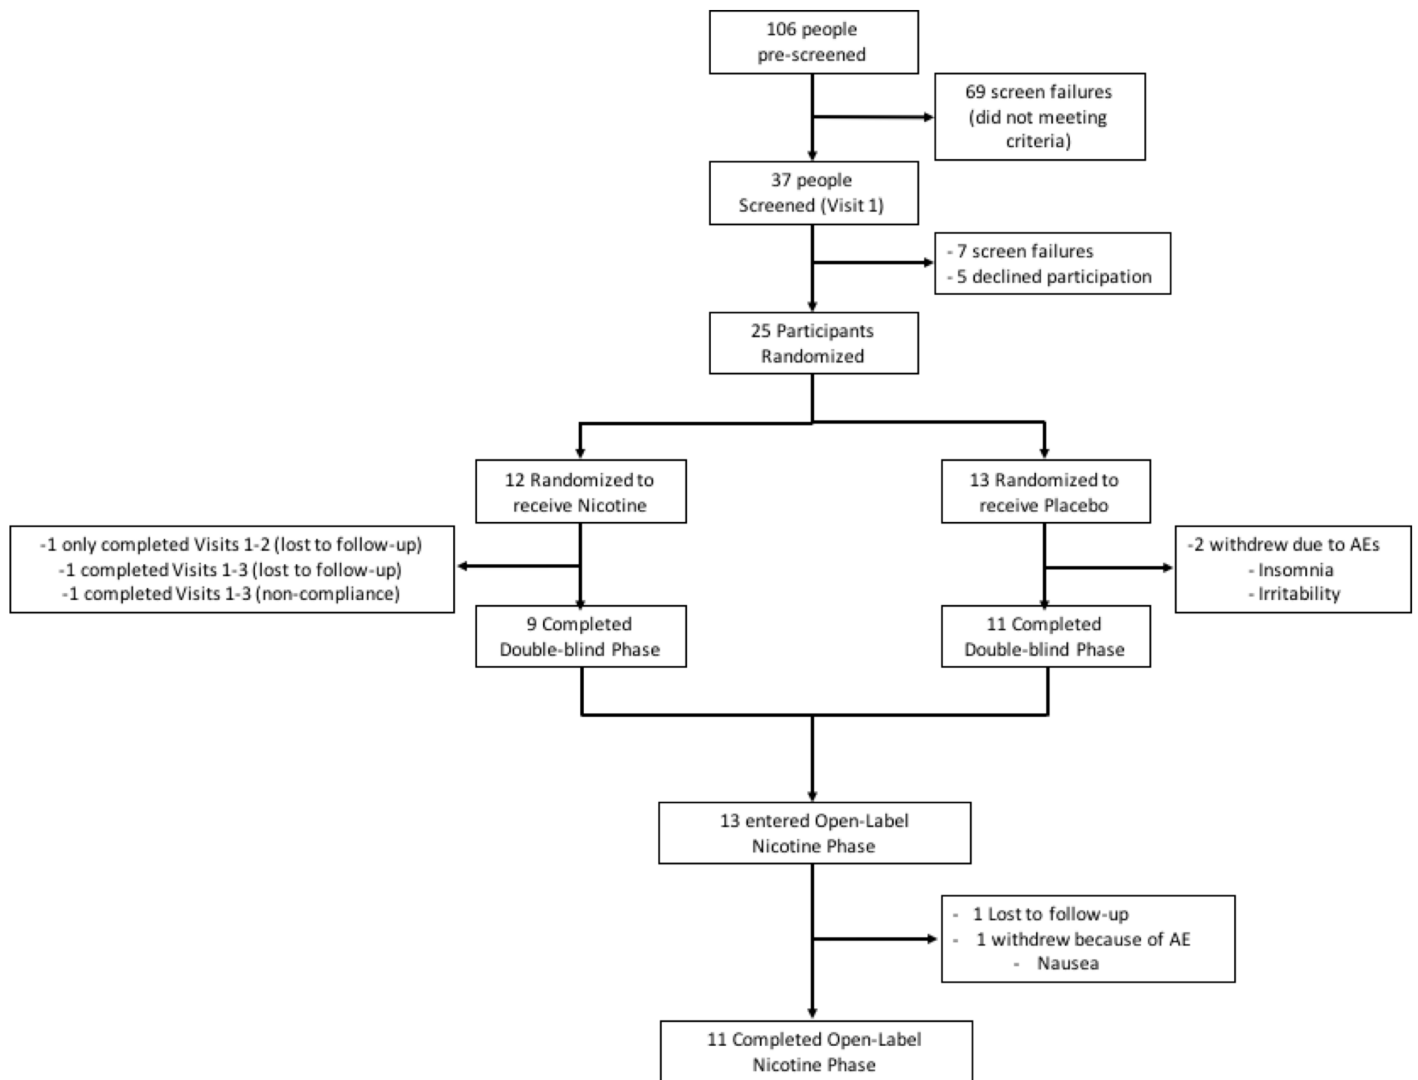 106 people
pre-screened
69 screen failures
(did not meeting
criteria)
37 people
Screened (Visit 1)
- 7 screen failures
- 5 declined participation
25 Participants
Randomized
12 Randomized to
receive Nicotine
13 Randomized to
receive Placebo
-1 only completed Visits 1-2 (lost to follow-up)
-1 completed Visits 1-3 (lost to follow-up)
-1 completed Visits 1-3 (non-compliance)
-2 withdrew due to AEs
- Insomnia
- Irritability
9 Completed
Double-blind Phase
11 Completed
Double-blind Phase
13 entered Open-Label
Nicotine Phase
- 1 Lost to follow-up
- 1 withdrew because of AE
- Nausea
11 Completed Open-Label
Nicotine Phase